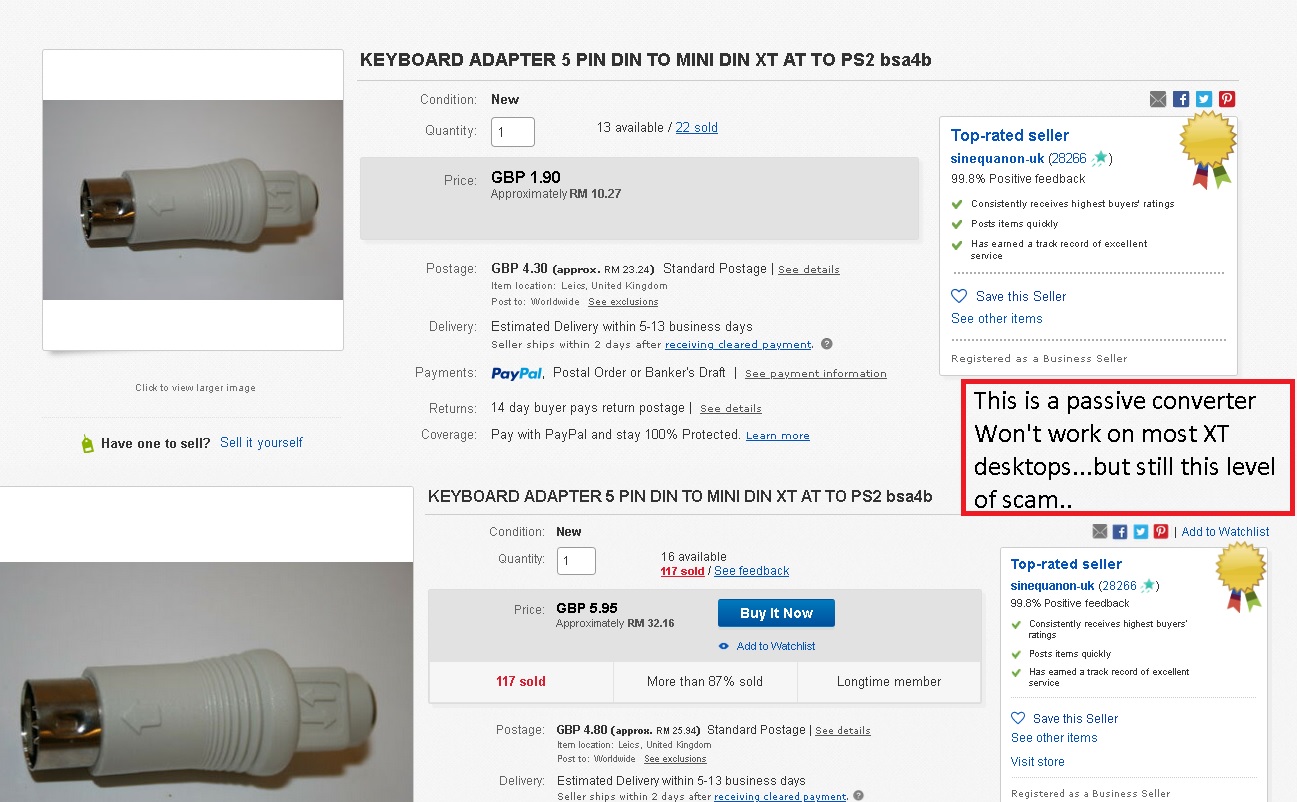 KEYBOARD ADAPTER 5 PIN DIN TO MINI DIN XT AT TO PS2 bsa4b
Condition: New
Quantity: 1 13 available / 22 sold
Price: GBP 1.90
Approximately RM 10.27
Postage: GBP 4.30 (approx. RM 23.24) Standard Postage | See details
Item location: Leics, United Kingdom
Post to: Worldwide See exclusions
Delivery: Estimated Delivery within 5-13 business days
Seller ships within 2 days after receiving cleared payment. ?
Payments: PayPal, Postal Order or Banker's Draft | See payment information
Returns: 14 day buyer pays return postage | See details
Coverage: Pay with PayPal and stay 100% Protected. Learn more
Click to view larger image
Have one to sell? Sell it yourself
Top-rated seller
sinequanon-uk (28266 )
99.8% Positive feedback
Consistently receives highest buyers' ratings
Posts items quickly
Has earned a track record of excellent
service
Save this Seller
See other items
Registered as a Business Seller
This is a passive converter
Won't work on most XT
desktops...but still this level
of scam..
KEYBOARD ADAPTER 5 PIN DIN TO MINI DIN XT AT TO PS2 bsa4b
Condition: New
Quantity: 1 16 available
117 sold / See feedback
Price: GBP 5.95
Approximately RM 32.16
Buy It Now
Add to Watchlist
117 sold More than 87% sold Longtime member
Postage: GBP 4.80 (approx. RM 25.94) Standard Postage | See details
Item location: Leics, United Kingdom
Post to: Worldwide See exclusions
Delivery: Estimated Delivery within 5-13 business days
Seller ships within 2 days after receiving cleared payment. ?
| Add to Watchlist
Top-rated seller
sinequanon-uk (28266 )
99.8% Positive feedback
Consistently receives highest buyers'
ratings
Posts items quickly
Has earned a track record of excellent
service
Save this Seller
See other items
Visit store
Registered as a Business Seller